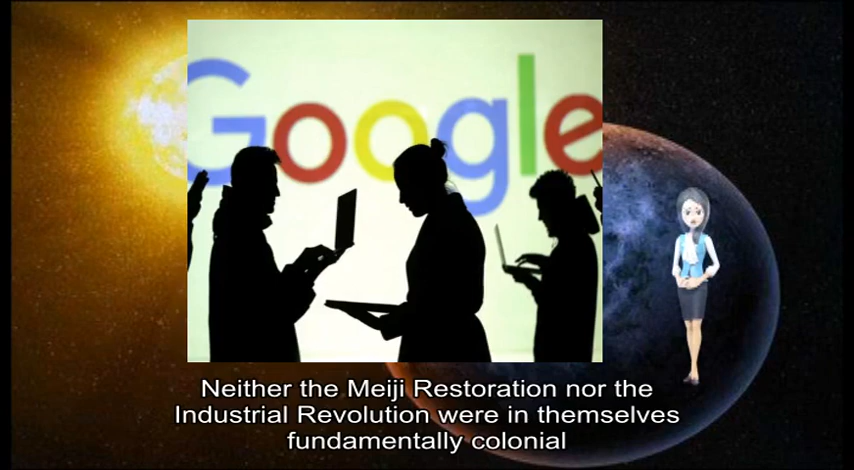 Google
Neither the Meiji Restoration nor the
Industrial Revolution were in themselves
fundamentally colonial